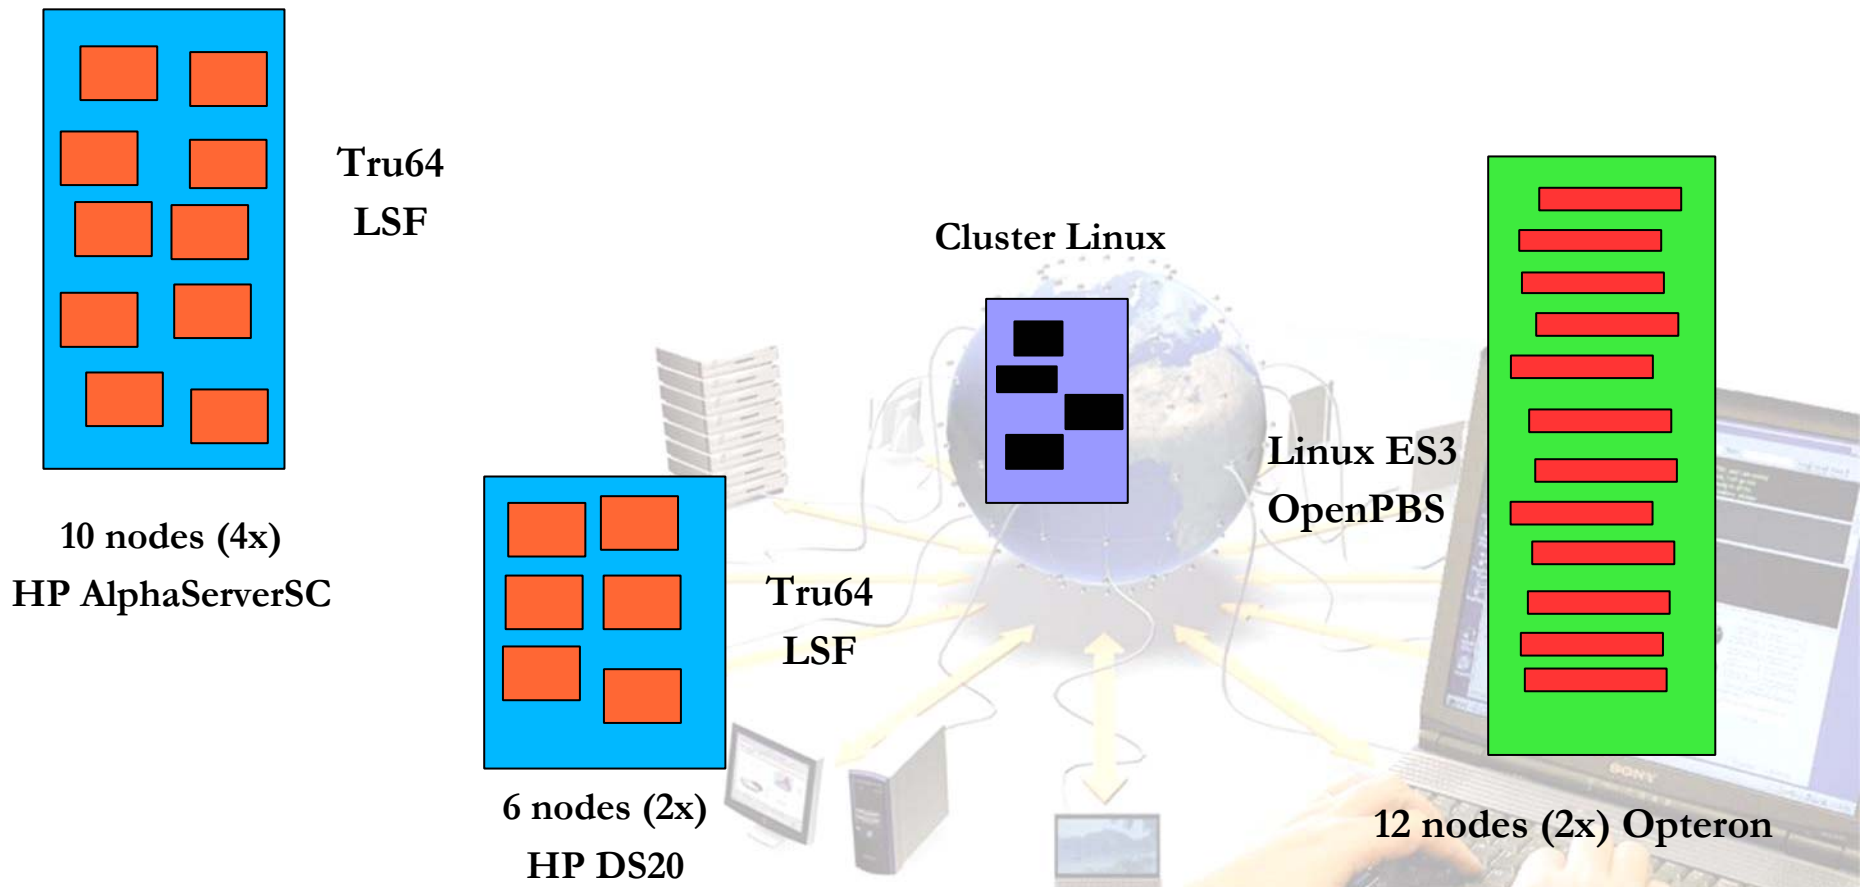 Tru64
LSF
10 nodes (4x)
HP AlphaServerSC
Tru64
LSF
6 nodes (2x)
HP DS20
Cluster Linux
Linux ES3
OpenPBS
12 nodes (2x) Opteron
SONY